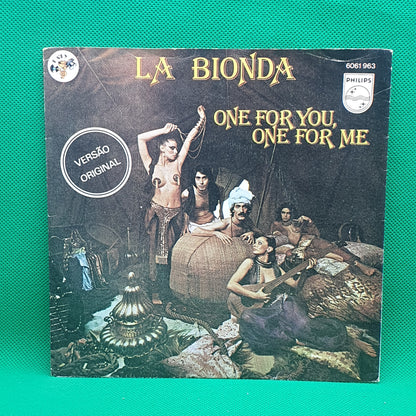 LA BIONDA
6061 963
PHILIPS
ONE FOR YOU,
ONE FOR ME
VERSÃO
ORIGINAL